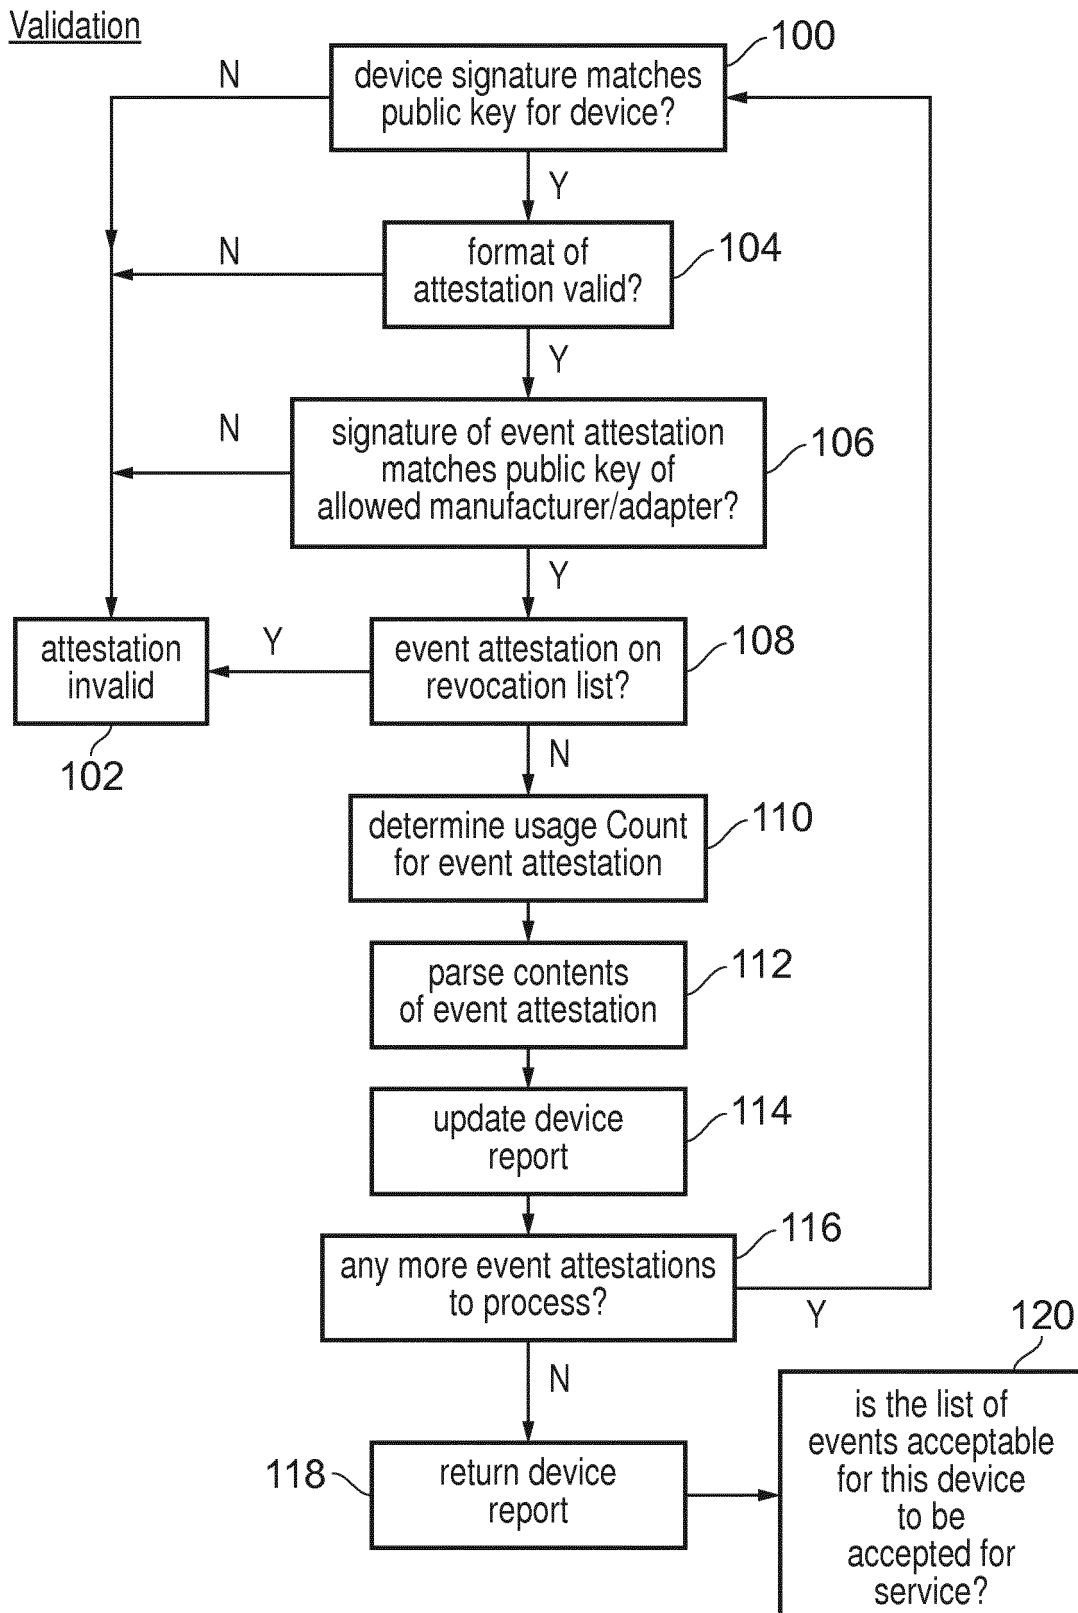 Validation
100
device signature matches
public key for device?
N
Y
104
format of
attestation valid?
N
Y
106
signature of event attestation
matches public key of
allowed manufacturer/adapter?
N
Y
108
event attestation on
revocation list?
Y
attestation
invalid
102
N
110
determine usage Count
for event attestation
112
parse contents
of event attestation
114
update device
report
116
any more event attestations
to process?
Y
N
118
return device
report
120
is the list of
events acceptable
for this device
to be
accepted for
service?